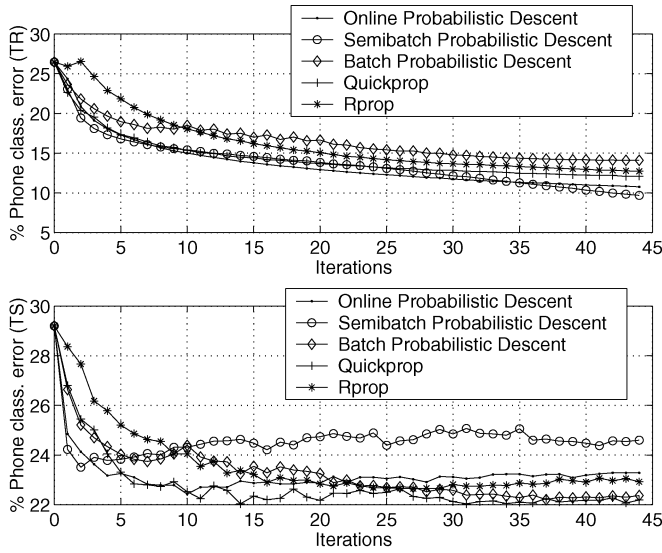 % Phone class. error (TR)
30
25
20
15
10
5
0 5 10 15 20 25 30 35 40 45
Iterations
Online Probabilistic Descent
Semibatch Probabilistic Descent
Batch Probabilistic Descent
Quickprop
Rprop
% Phone class. error (TS)
30
28
26
24
22
0 5 10 15 20 25 30 35 40 45
Iterations
Online Probabilistic Descent
Semibatch Probabilistic Descent
Batch Probabilistic Descent
Quickprop
Rprop